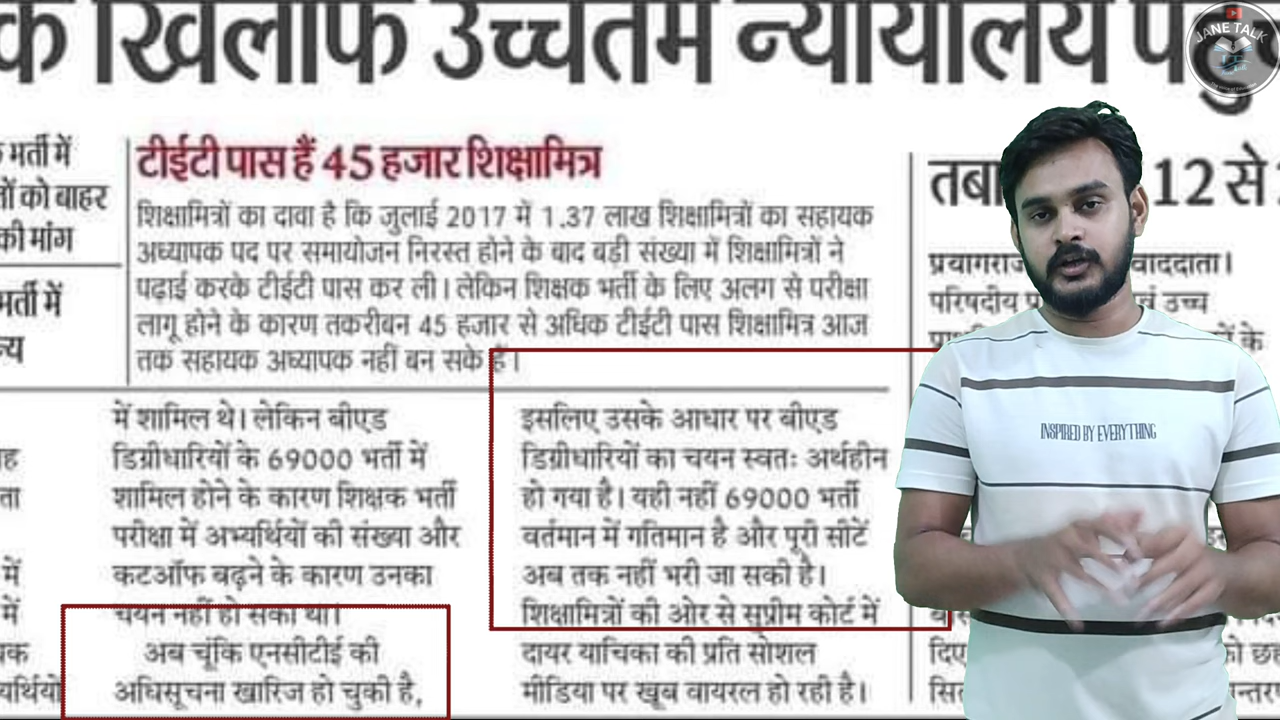 के खिलाफ उच्चतम न्यायालय
JANE TALK
भर्ती में
को बाहर
की मांग
भर्ती में
टीईटी पास हैं 45 हजार शिक्षामित्र
शिक्षामित्रों का दावा है कि जुलाई 2017 में 1.37 लाख शिक्षामित्रों का सहायक
अध्यापक पद पर समायोजन निरस्त होने के बाद बड़ी संख्या में शिक्षामित्रों ने
पढ़ाई करके टीईटी पास कर ली। लेकिन शिक्षक भर्ती के लिए अलग से परीक्षा
लागू होने के कारण तकरीबन 45 हजार से अधिक टीईटी पास शिक्षामित्र आज
तक सहायक अध्यापक नहीं बन सके हैं।
में शामिल थे। लेकिन बीएड
डिग्रीधारियों के 69000 भर्ती में
शामिल होने के कारण शिक्षक भर्ती
परीक्षा में अभ्यर्थियों की संख्या और
कटऑफ बढ़ने के कारण उनका
चयन नहीं हो सका था।
अब चूंकि एनसीटीई की
अधिसूचना खारिज हो चुकी है,
इसलिए उसके आधार पर बीएड
डिग्रीधारियों का चयन स्वतः अर्थहीन
हो गया है। यही नहीं 69000 भर्ती
वर्तमान में गतिमान है और पूरी सीटें
अब तक नहीं भरी जा सकी है।
शिक्षामित्रों की ओर से सुप्रीम कोर्ट में
दायर याचिका की प्रति सोशल
मीडिया पर खूब वायरल हो रही है।
12 से
प्रयागराज
परिषदीय उच्च
के
INSPIRED BY EVERYTHING